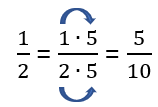 1/2 = 1 · 5/2 · 5 = 5/10